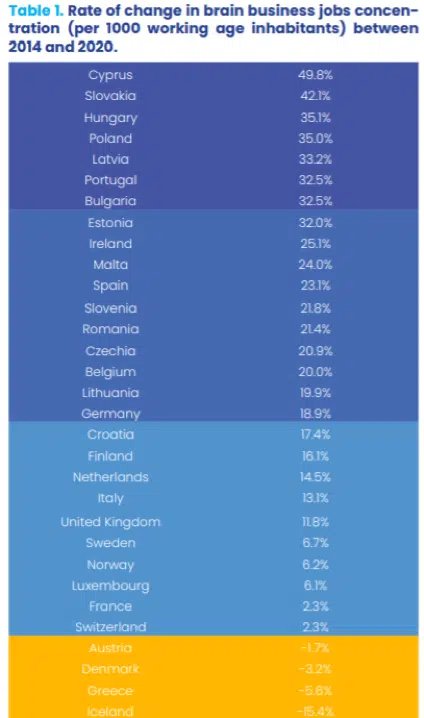 Table 1. Rate of change in brain business jobs concen-
tration (per 1000 working age inhabitants) between
2014 and 2020.
Cyprus 49.8%
Slovakia 42.1%
Hungary 35.1%
Poland 35.0%
Latvia 33.2%
Portugal 32.5%
Bulgaria 32.5%
Estonia 32.0%
Ireland 25.1%
Malta 24.0%
Spain 23.1%
Slovenia 21.8%
Romania 21.4%
Czechia 20.9%
Belgium 20.0%
Lithuania 19.9%
Germany 18.9%
Croatia 17.4%
Finland 16.1%
Netherlands 14.5%
Italy 13.1%
United Kingdom 11.8%
Sweden 6.7%
Norway 6.2%
Luxembourg 6.1%
France 2.3%
Switzerland 2.3%
Austria -1.7%
Denmark -3.2%
Greece -5.6%
Iceland -15.4%